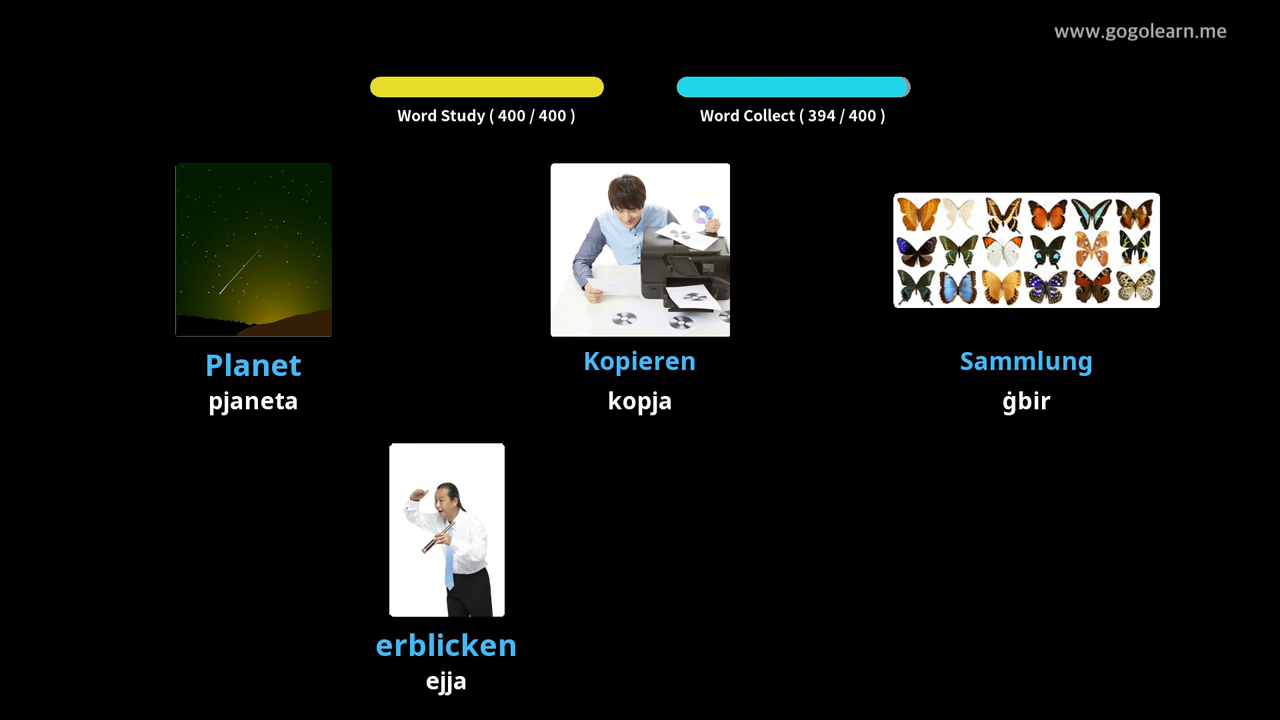 www.gogolearn.me
Word Study ( 400 / 400 )
Word Collect ( 394 / 400 )
Planet
pjaneta
Kopieren
kopja
Sammlung
ġbir
erblicken
ejja